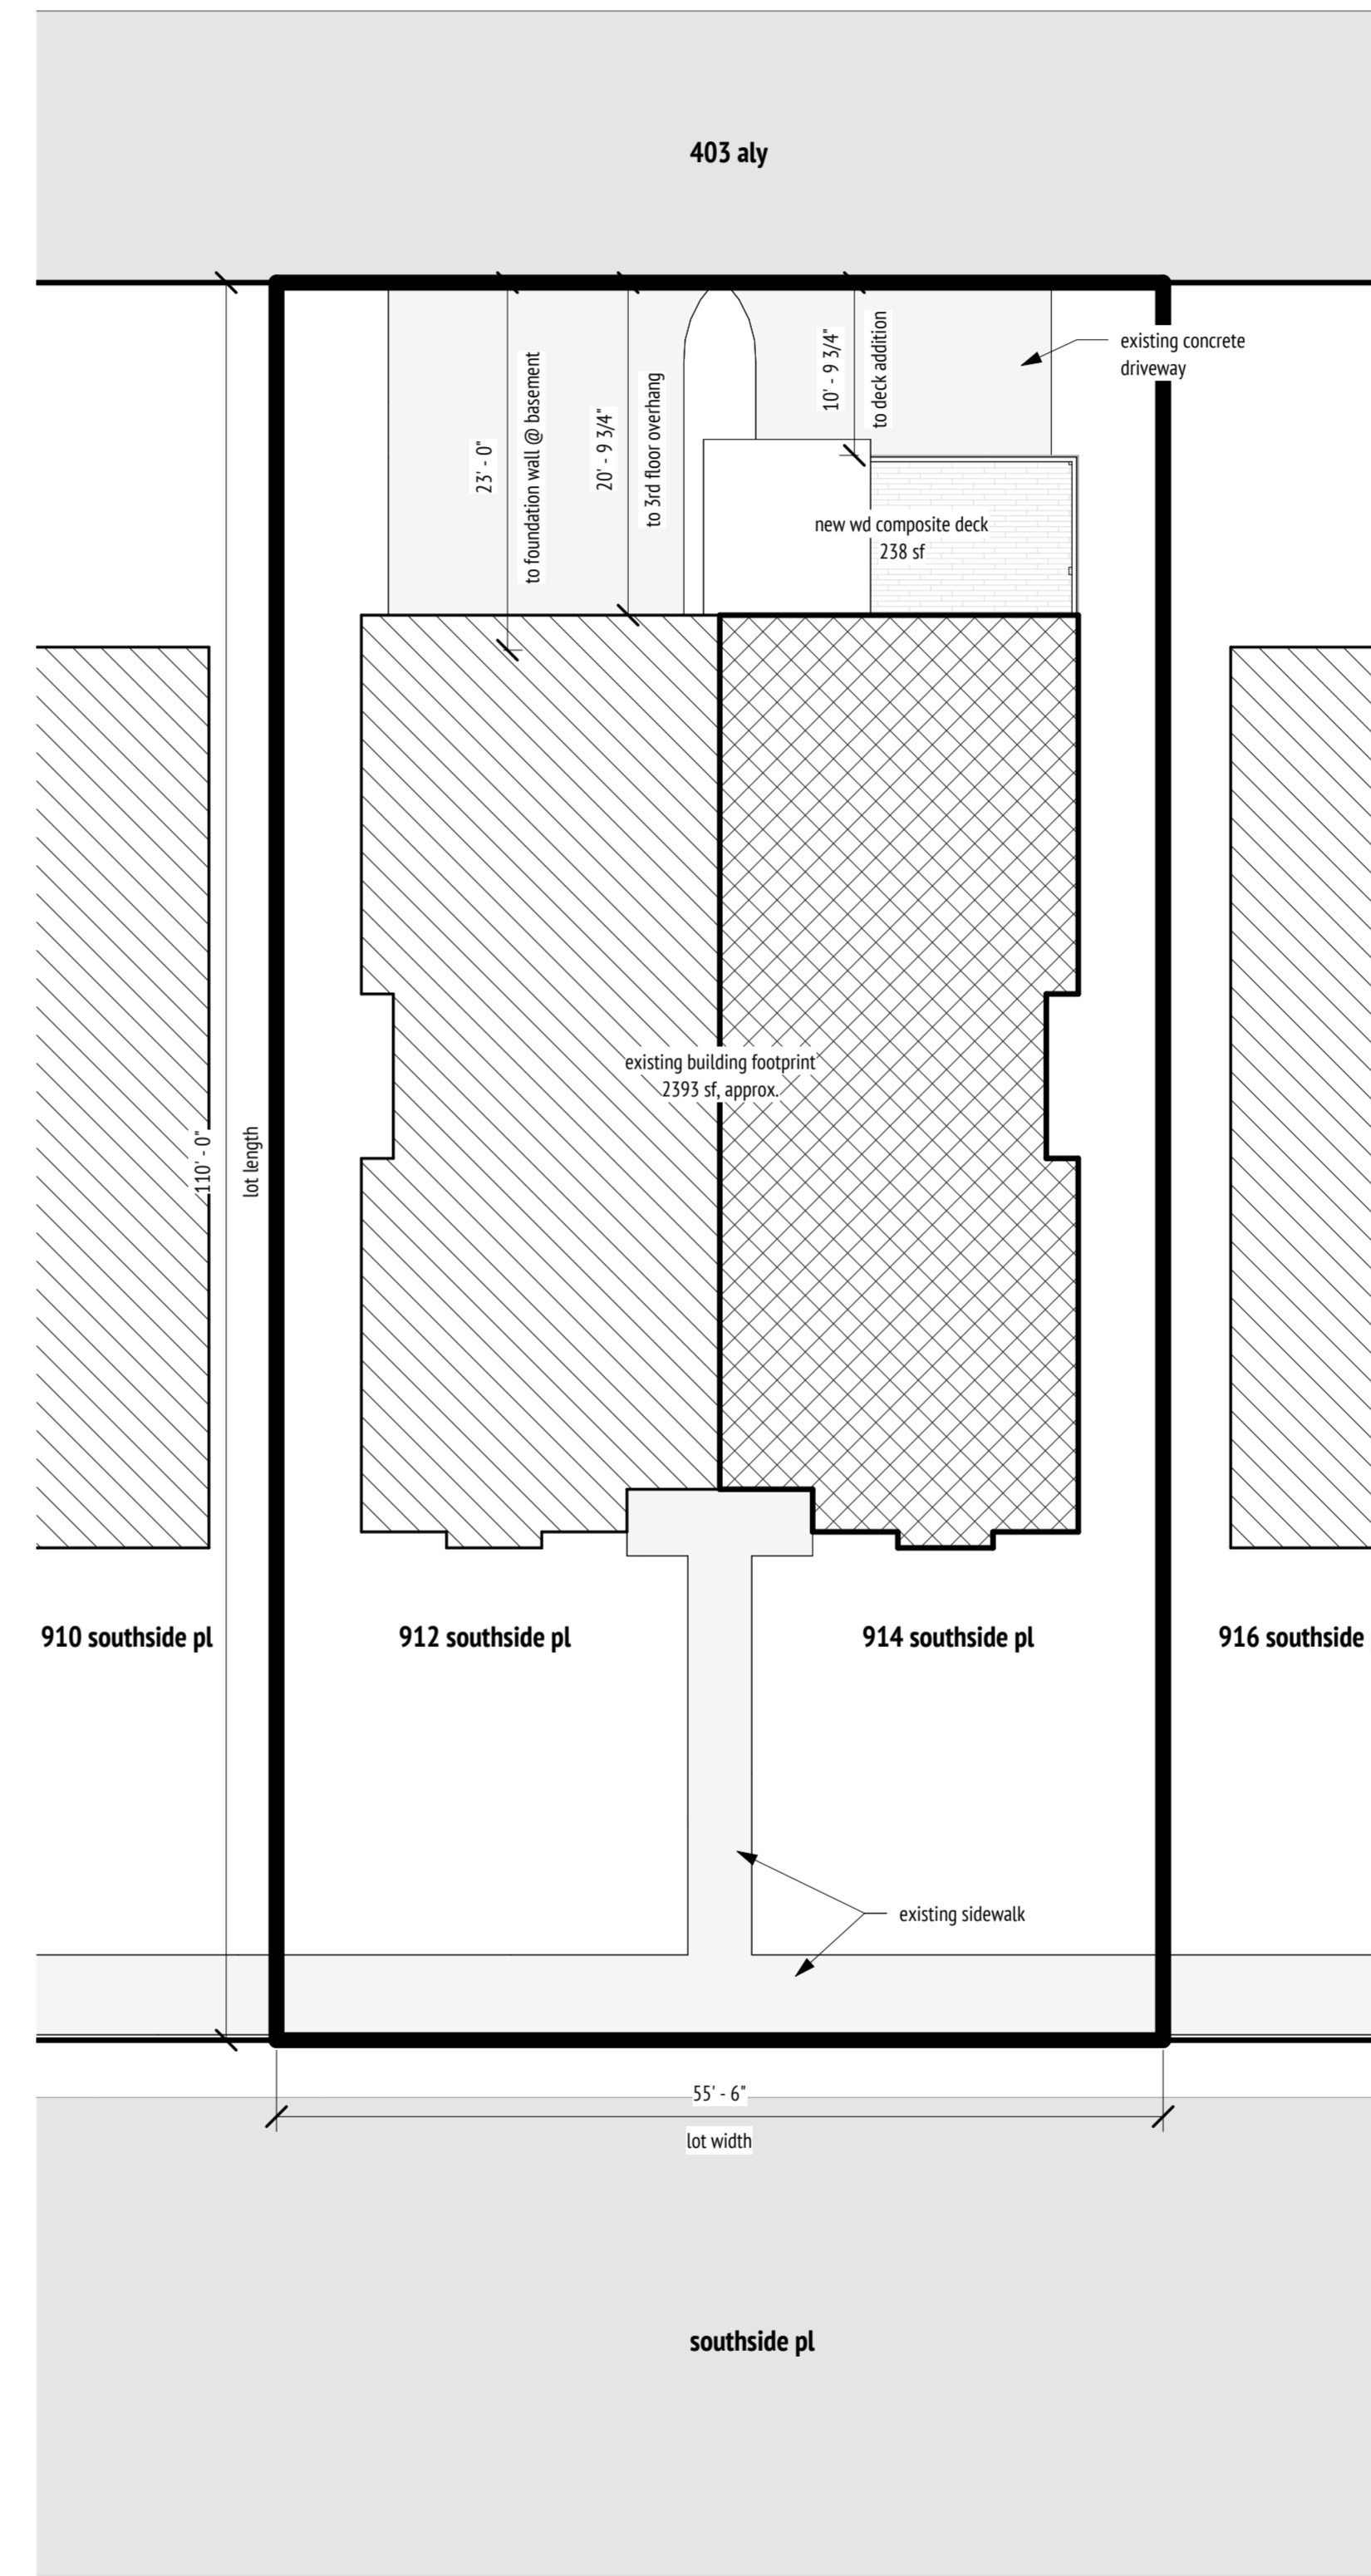 403 aly
existing concrete
driveway
23' - 0"
to foundation wall @ basement
20' - 9 3/4"
to 3rd floor overhang
10' - 9 3/4"
to deck addition
new wd composite deck
238 sf
existing building footprint
2393 sf, approx.
110' - 0"
lot length
910 southside pl
912 southside pl
914 southside pl
916 southside
existing sidewalk
55' - 6"
lot width
southside pl